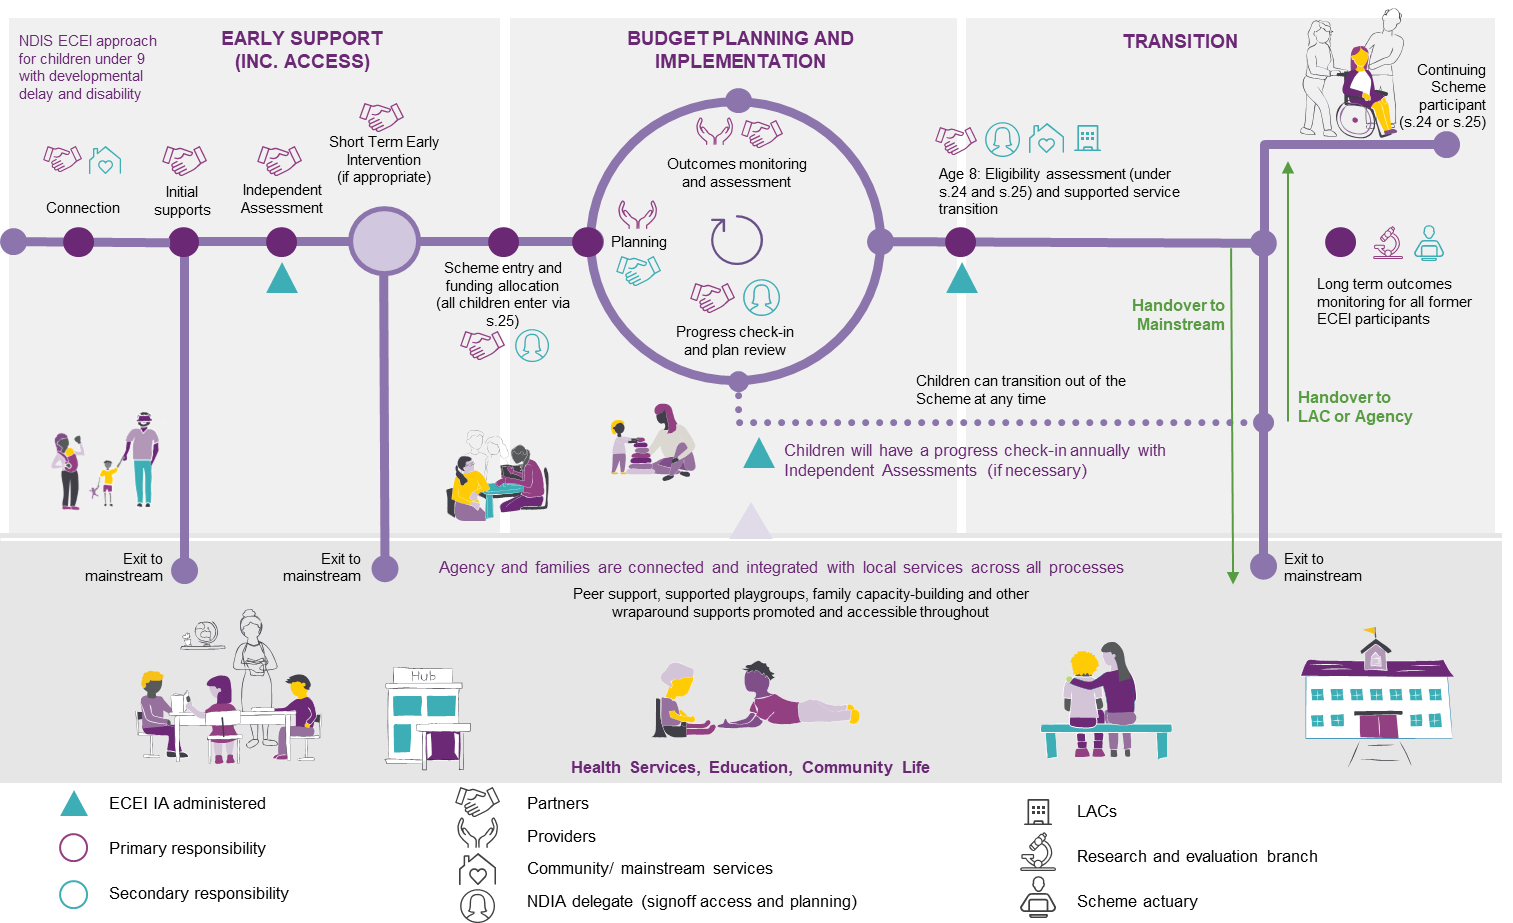 NDIS ECEI approach
for children under 9
with developmental
delay and disability
EARLY SUPPORT
(INC. ACCESS)
BUDGET PLANNING AND
IMPLEMENTATION
TRANSITION
Continuing
Scheme
participant
(s.24 or s.25)
Connection
Initial
supports
Independent
Assessment
Short Term Early
Intervention
(if appropriate)
Scheme entry and
funding allocation
(all children enter via
s.25)
Outcomes monitoring
and assessment
Planning
Progress check-in
and plan review
Age 8: Eligibility assessment (under
s.24 and s.25) and supported service
transition
Handover to
Mainstream
Long term outcomes
monitoring for all former
ECEI participants
Children can transition out of the
Scheme at any time
Handover to
LAC or Agency
Children will have a progress check-in annually with
Independent Assessments (if necessary)
Exit to
mainstream
Exit to
mainstream
Exit to
mainstream
Agency and families are connected and integrated with local services across all processes
Peer support, supported playgroups, family capacity-building and other
wraparound supports promoted and accessible throughout
Hub
Health Services, Education, Community Life
ECEI IA administered
Primary responsibility
Secondary responsibility
Partners
Providers
Community/ mainstream services
NDIA delegate (signoff access and planning)
LACs
Research and evaluation branch
Scheme actuary